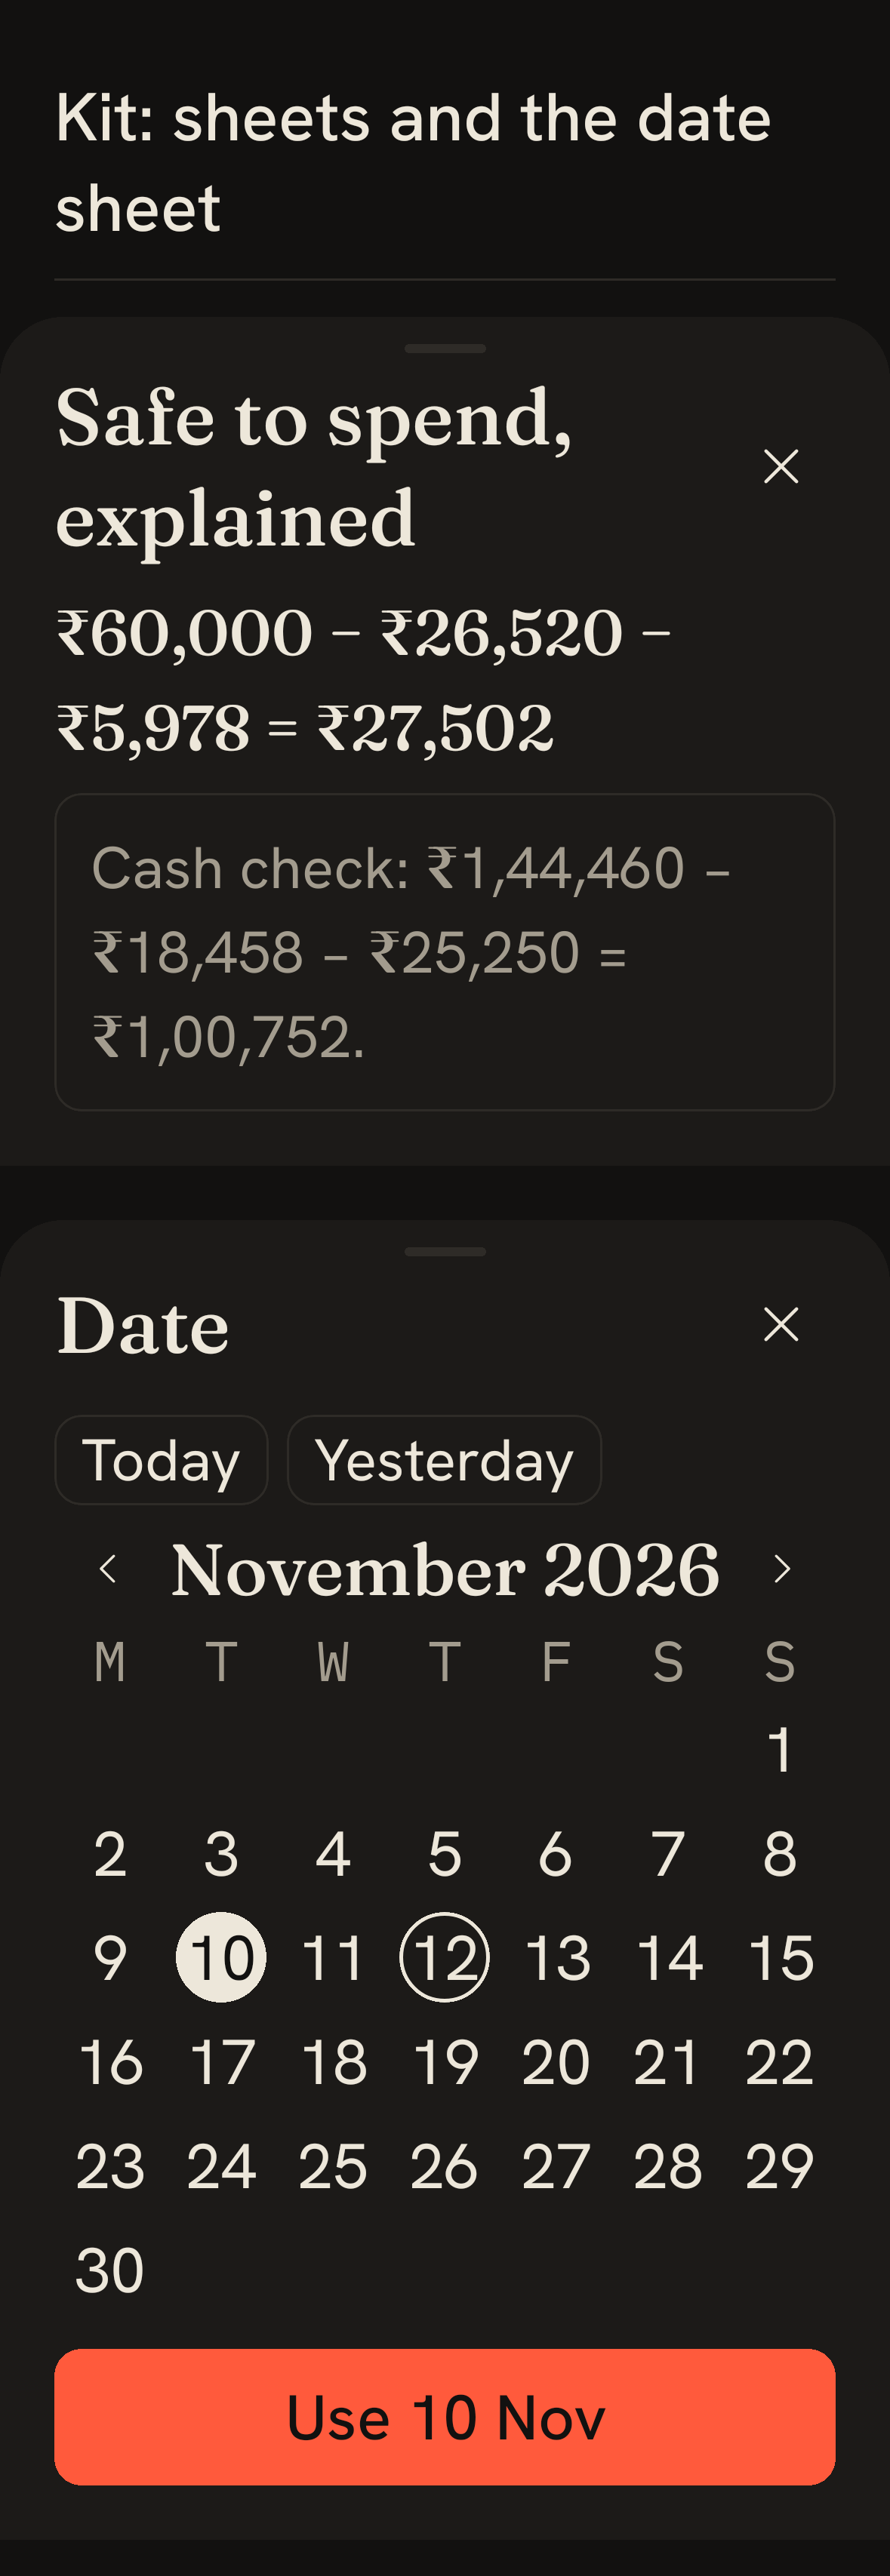 Kit: sheets and the date
sheet
Safe to spend,
explained
₹60,000 − ₹26,520 −
₹5,978 = ₹27,502
Cash check: ₹1,44,460 −
₹18,458 − ₹25,250 =
₹1,00,752.
Date
Today Yesterday
November 2026
M T W T F S S
1
2 3 4 5 6 7 8
9 10 11 12 13 14 15
16 17 18 19 20 21 22
23 24 25 26 27 28 29
30
Use 10 Nov